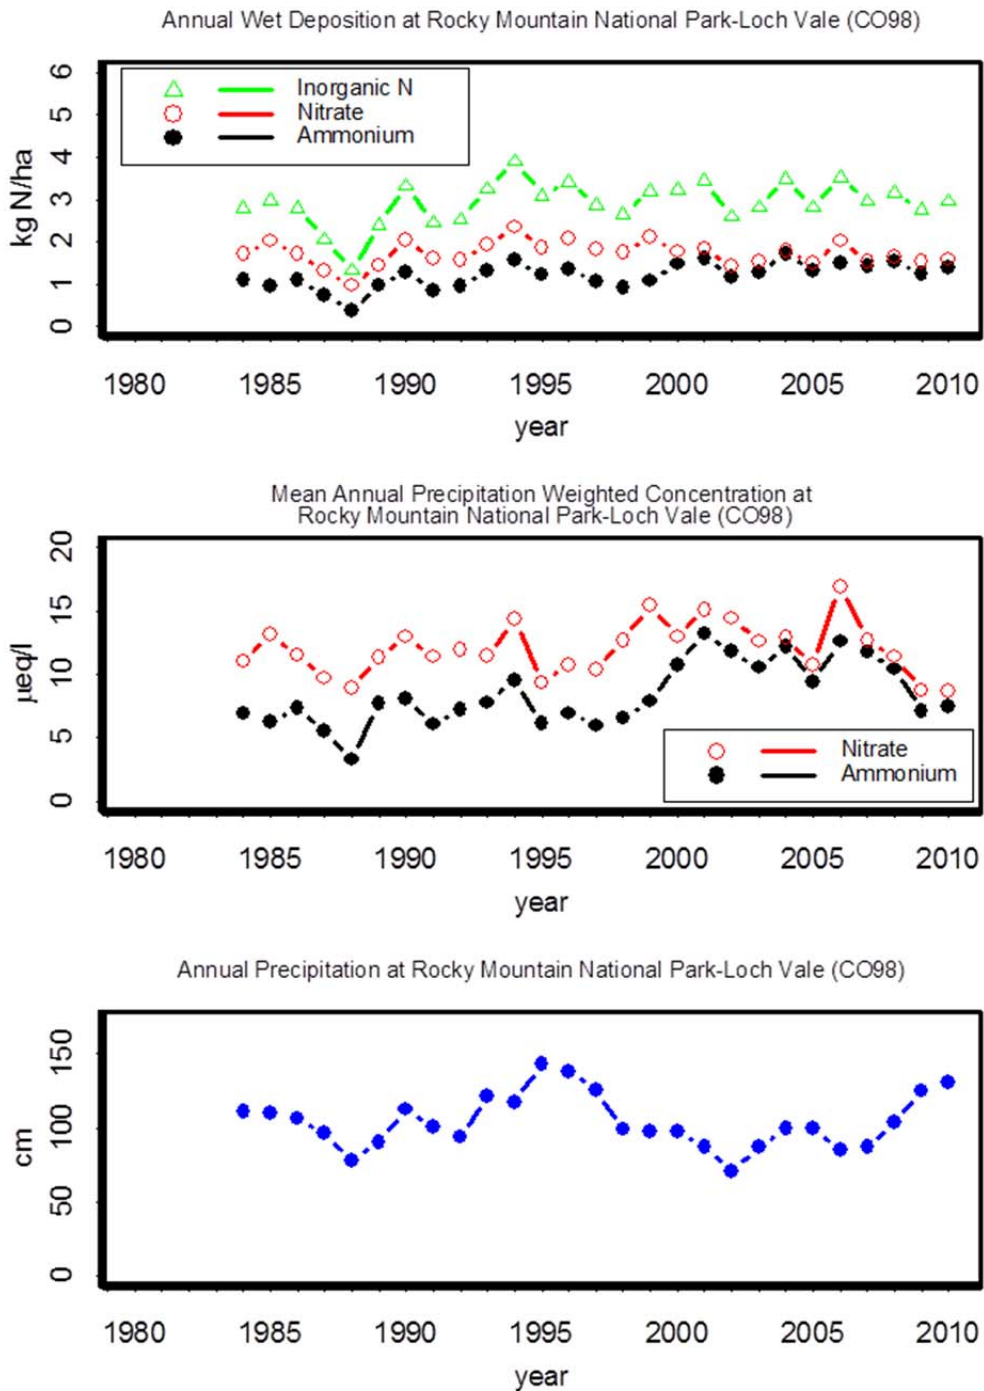 Annual Wet Deposition at Rocky Mountain National Park-Loch Vale (CO98)
kg N/ha
6
5
4
3
2
1
0
Inorganic N
Nitrate
Ammonium
1980 1985 1990 1995 2000 2005 2010
year
Mean Annual Precipitation Weighted Concentration at
Rocky Mountain National Park-Loch Vale (CO98)
µeq/l
20
15
10
5
0
Nitrate
Ammonium
1980 1985 1990 1995 2000 2005 2010
year
Annual Precipitation at Rocky Mountain National Park-Loch Vale (CO98)
cm
150
100
50
0
1980 1985 1990 1995 2000 2005 2010
year